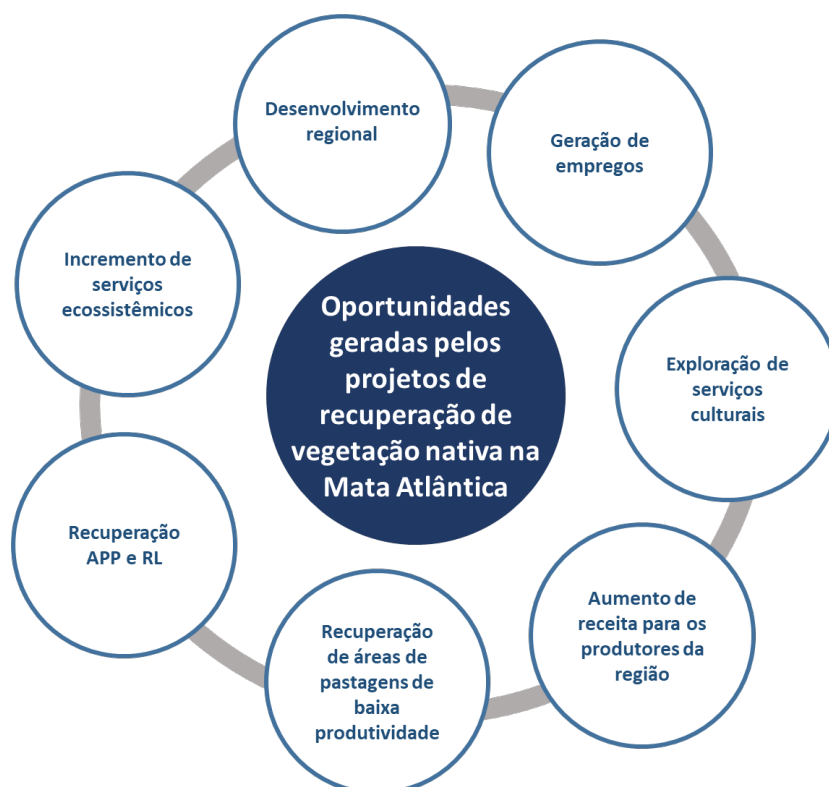 Desenvolvimento
regional
Geração de
empregos
Exploração de
serviços
culturais
Aumento de
receita para os
produtores da
região
Recuperação
de áreas de
pastagens de
baixa
produtividade
Recuperação
APP e RL
Incremento de
serviços
ecossistêmicos
Oportunidades
geradas pelos
projetos de
recuperação de
vegetação nativa na
Mata Atlântica